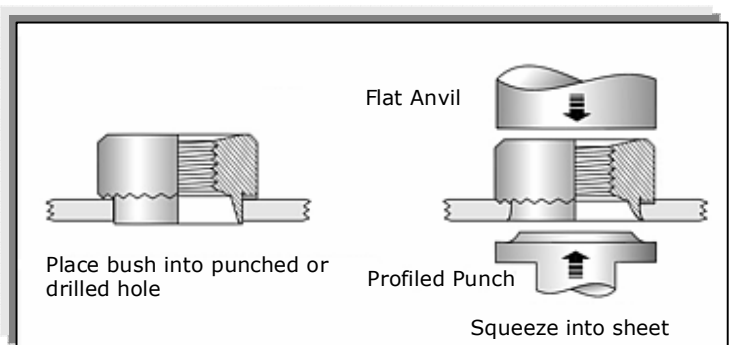 Flat Anvil
Place bush into punched or
drilled hole
Profiled Punch
Squeeze into sheet